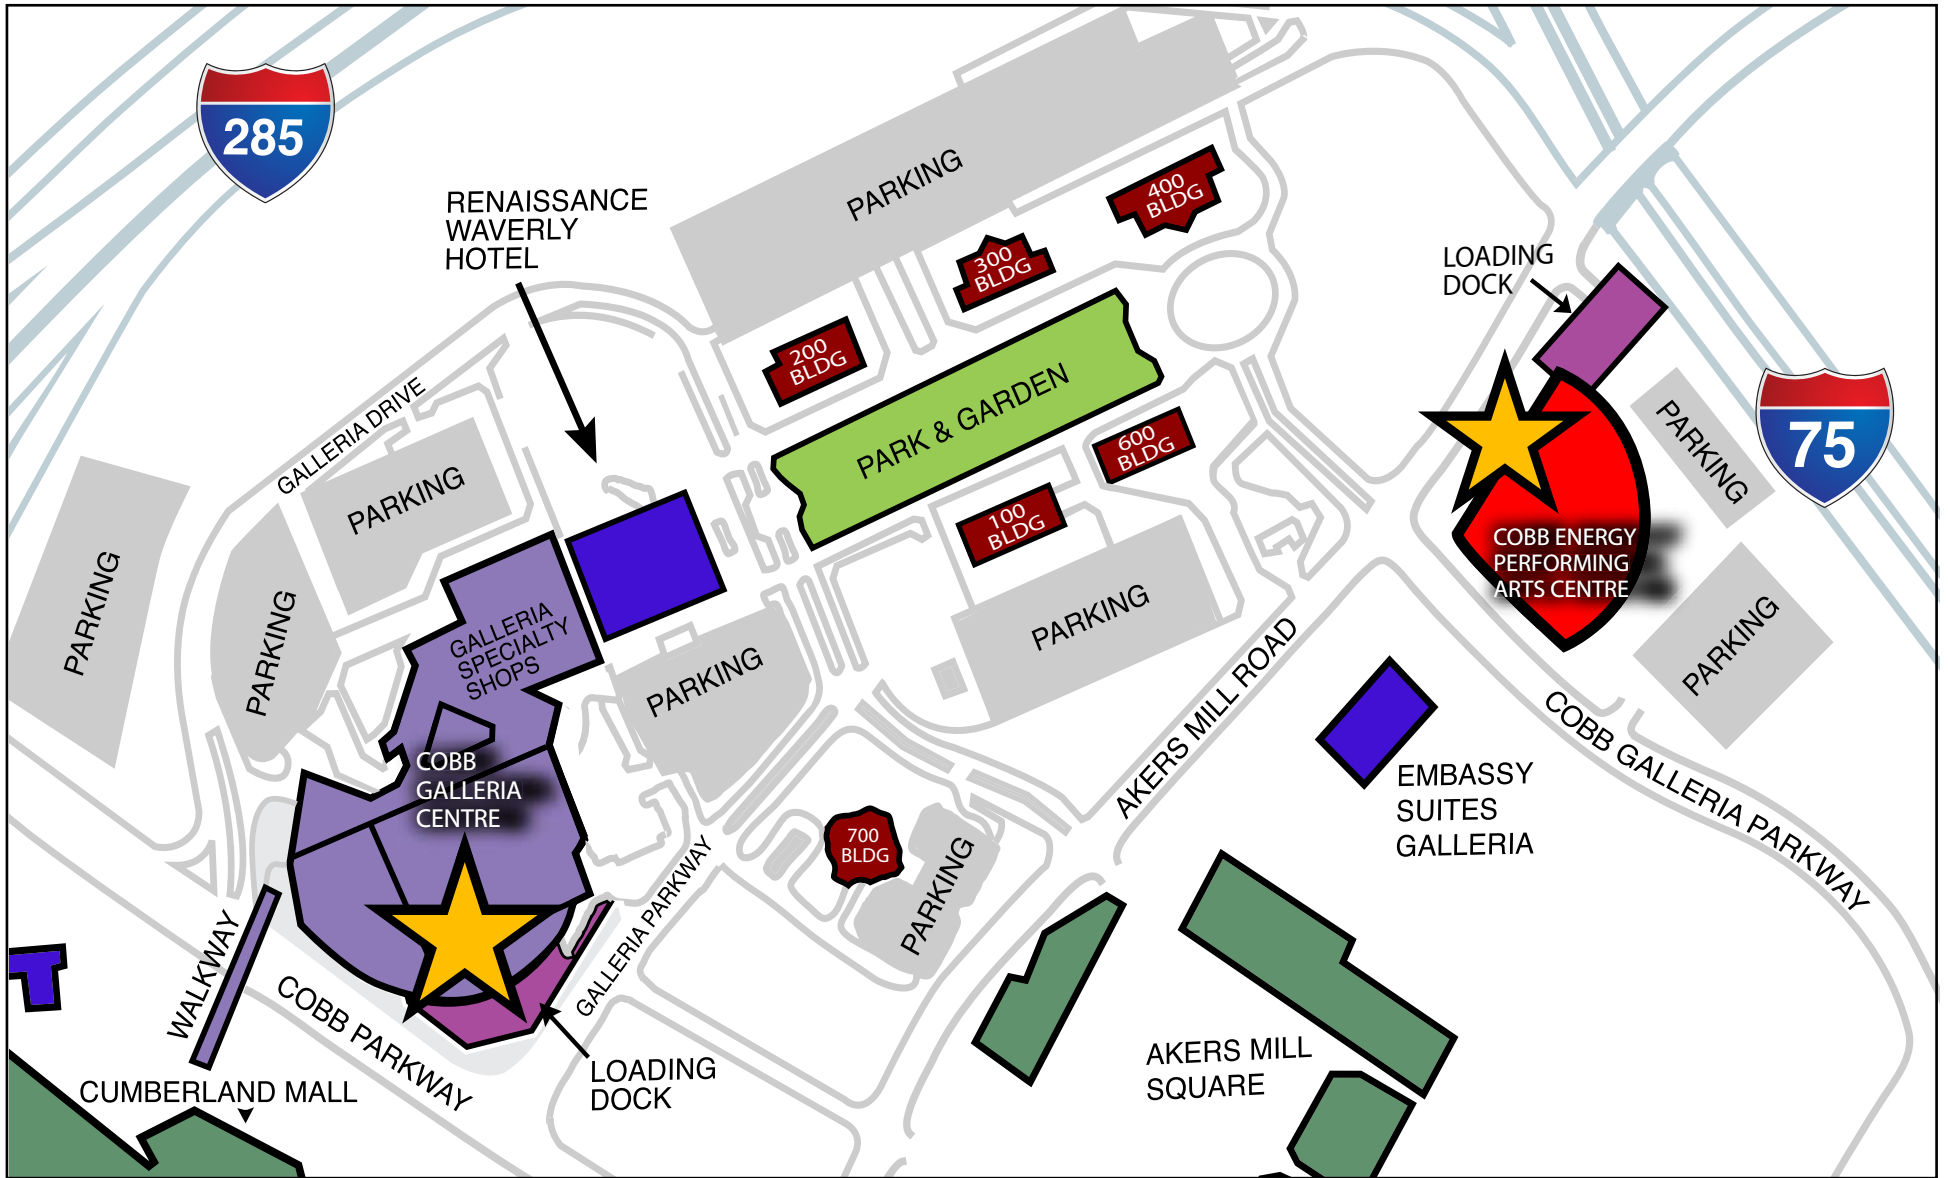 285
RENAISSANCE
WAVERLY
HOTEL
PARKING
400
BLDG
300
BLDG
LOADING
DOCK
200
BLDG
PARK & GARDEN
GALLERIA DRIVE
600
BLDG
PARKING
75
PARKING
100
BLDG
COBB ENERGY
PERFORMING
ARTS CENTRE
PARKING
PARKING
GALLERIA
SPECIALTY
SHOPS
PARKING
PARKING
PARKING
AKERS MILL ROAD
COBB GALLERIA PARKWAY
COBB
GALLERIA
CENTRE
EMBASSY
SUITES
GALLERIA
700
BLDG
PARKING
GALLERIA PARKWAY
WALKWAY
COBB PARKWAY
LOADING
DOCK
AKERS MILL
SQUARE
CUMBERLAND MALL